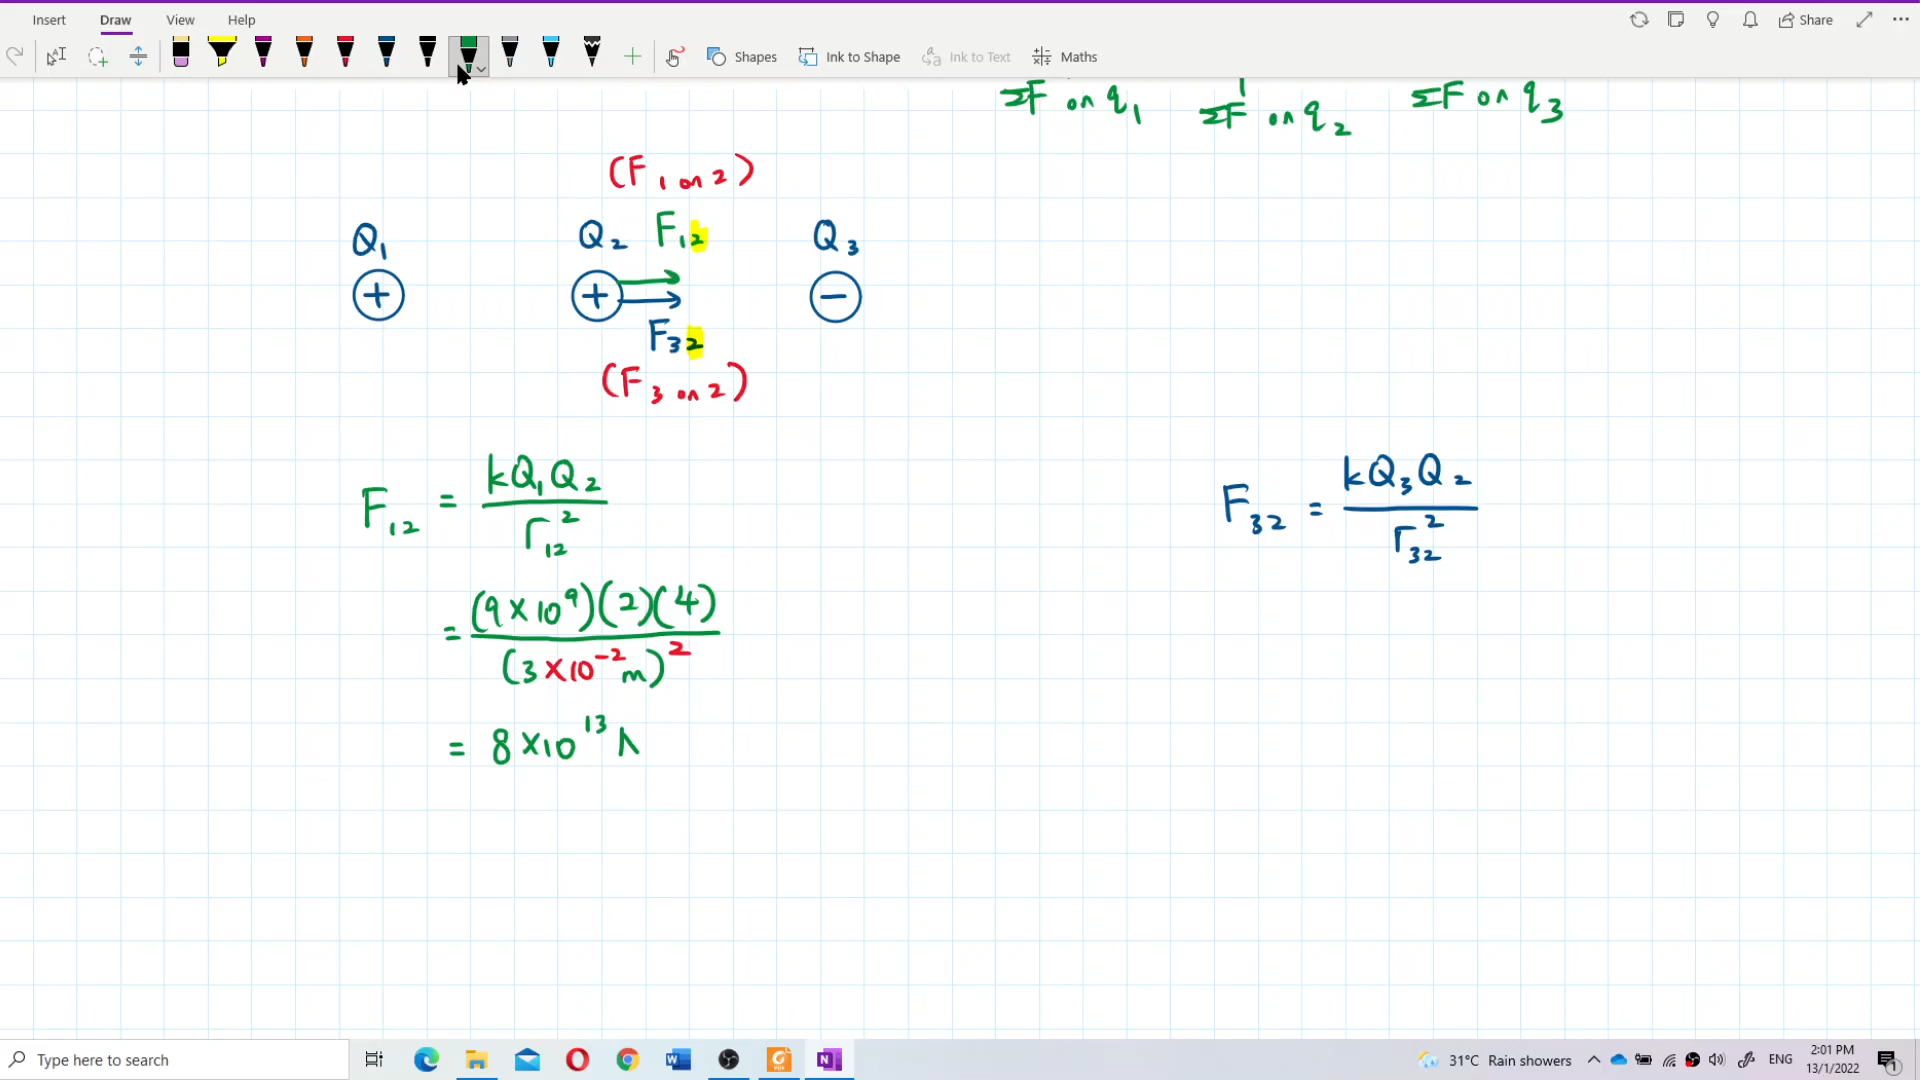 Insert Draw View Help Share
Shapes Ink to Shape Ink to Text Maths
ΣF on q1 ΣF on q2 ΣF on q3
(F 1 on 2)
Q1 Q2 F12 Q3
+ + −
F32
(F 3 on 2)
F12 = kQ1Q2 / r12²
F32 = kQ3Q2 / r32²
= (9×10⁹)(2)(4) / (3×10⁻²m)²
= 8×10¹³
Type here to search
31°C Rain showers ENG 2:01 PM
13/1/2022
1